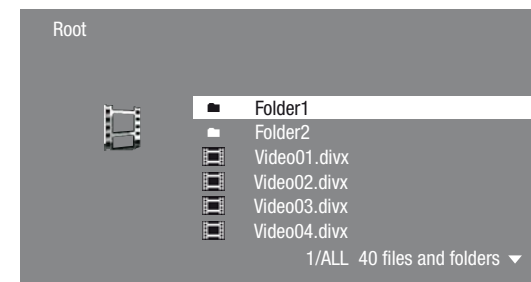 Root
Folder1
Folder2
Video01.divx
Video02.divx
Video03.divx
Video04.divx
1/ALL 40 files and folders